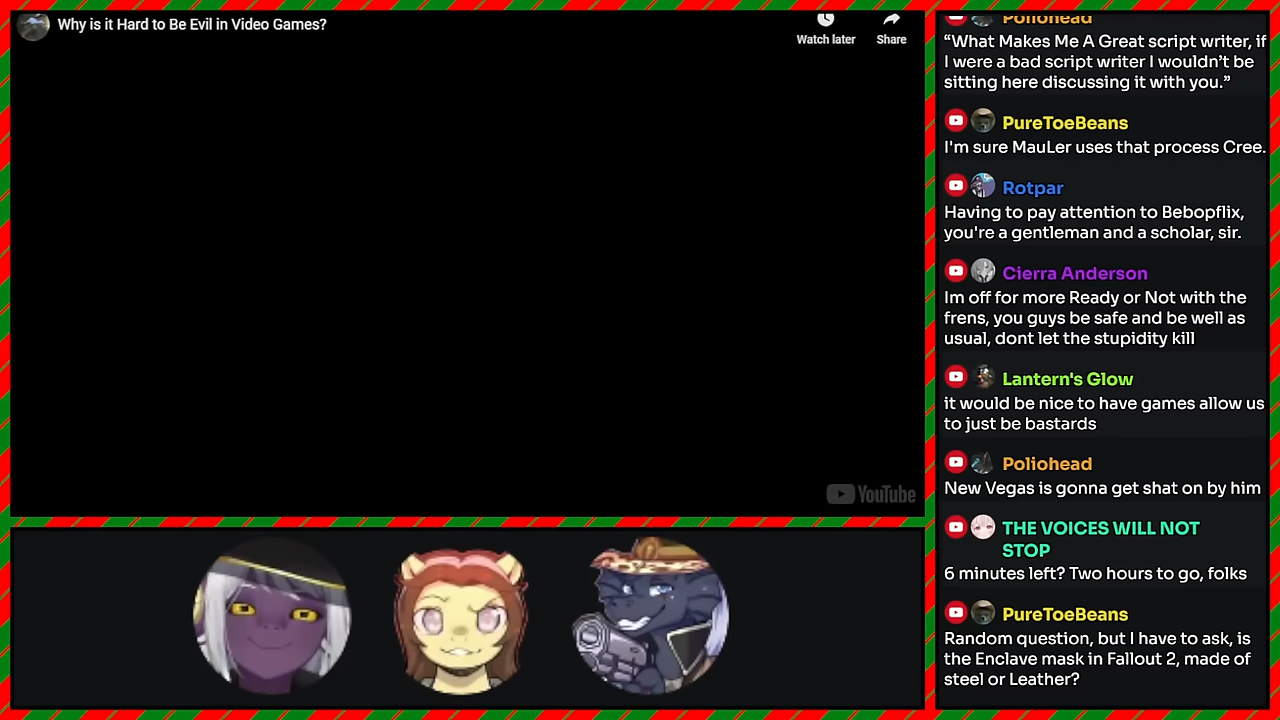 Why is it Hard to Be Evil in Video Games?
Watch later
Share
YouTube
Poliohead
“What Makes Me A Great script writer, if
I were a bad script writer I wouldn’t be
sitting here discussing it with you.”
PureToeBeans
I'm sure MauLer uses that process Cree.
Rotpar
Having to pay attention to Bebopflix,
you're a gentleman and a scholar, sir.
Cierra Anderson
Im off for more Ready or Not with the
frens, you guys be safe and be well as
usual, dont let the stupidity kill
Lantern's Glow
it would be nice to have games allow us
to just be bastards
Poliohead
New Vegas is gonna get shat on by him
THE VOICES WILL NOT
STOP
6 minutes left? Two hours to go, folks
PureToeBeans
Random question, but I have to ask, is
the Enclave mask in Fallout 2, made of
steel or Leather?